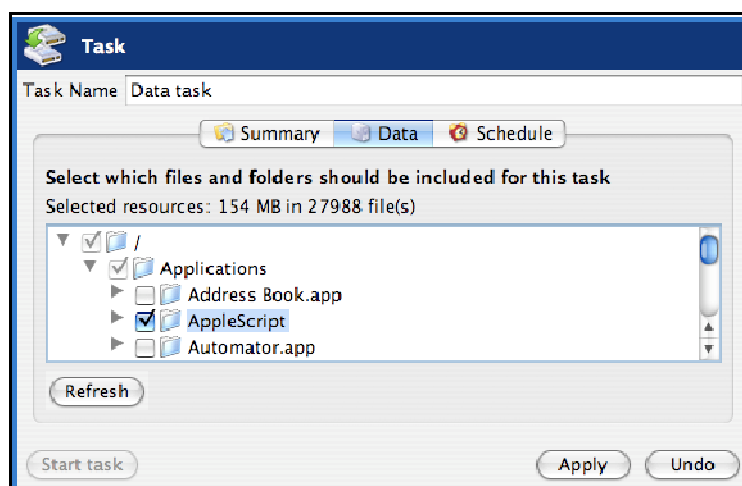 Task
Task Name Data task
Summary Data Schedule
Select which files and folders should be included for this task
Selected resources: 154 MB in 27988 file(s)
/
Applications
Address Book.app
AppleScript
Automator.app
Refresh
Start task Apply Undo